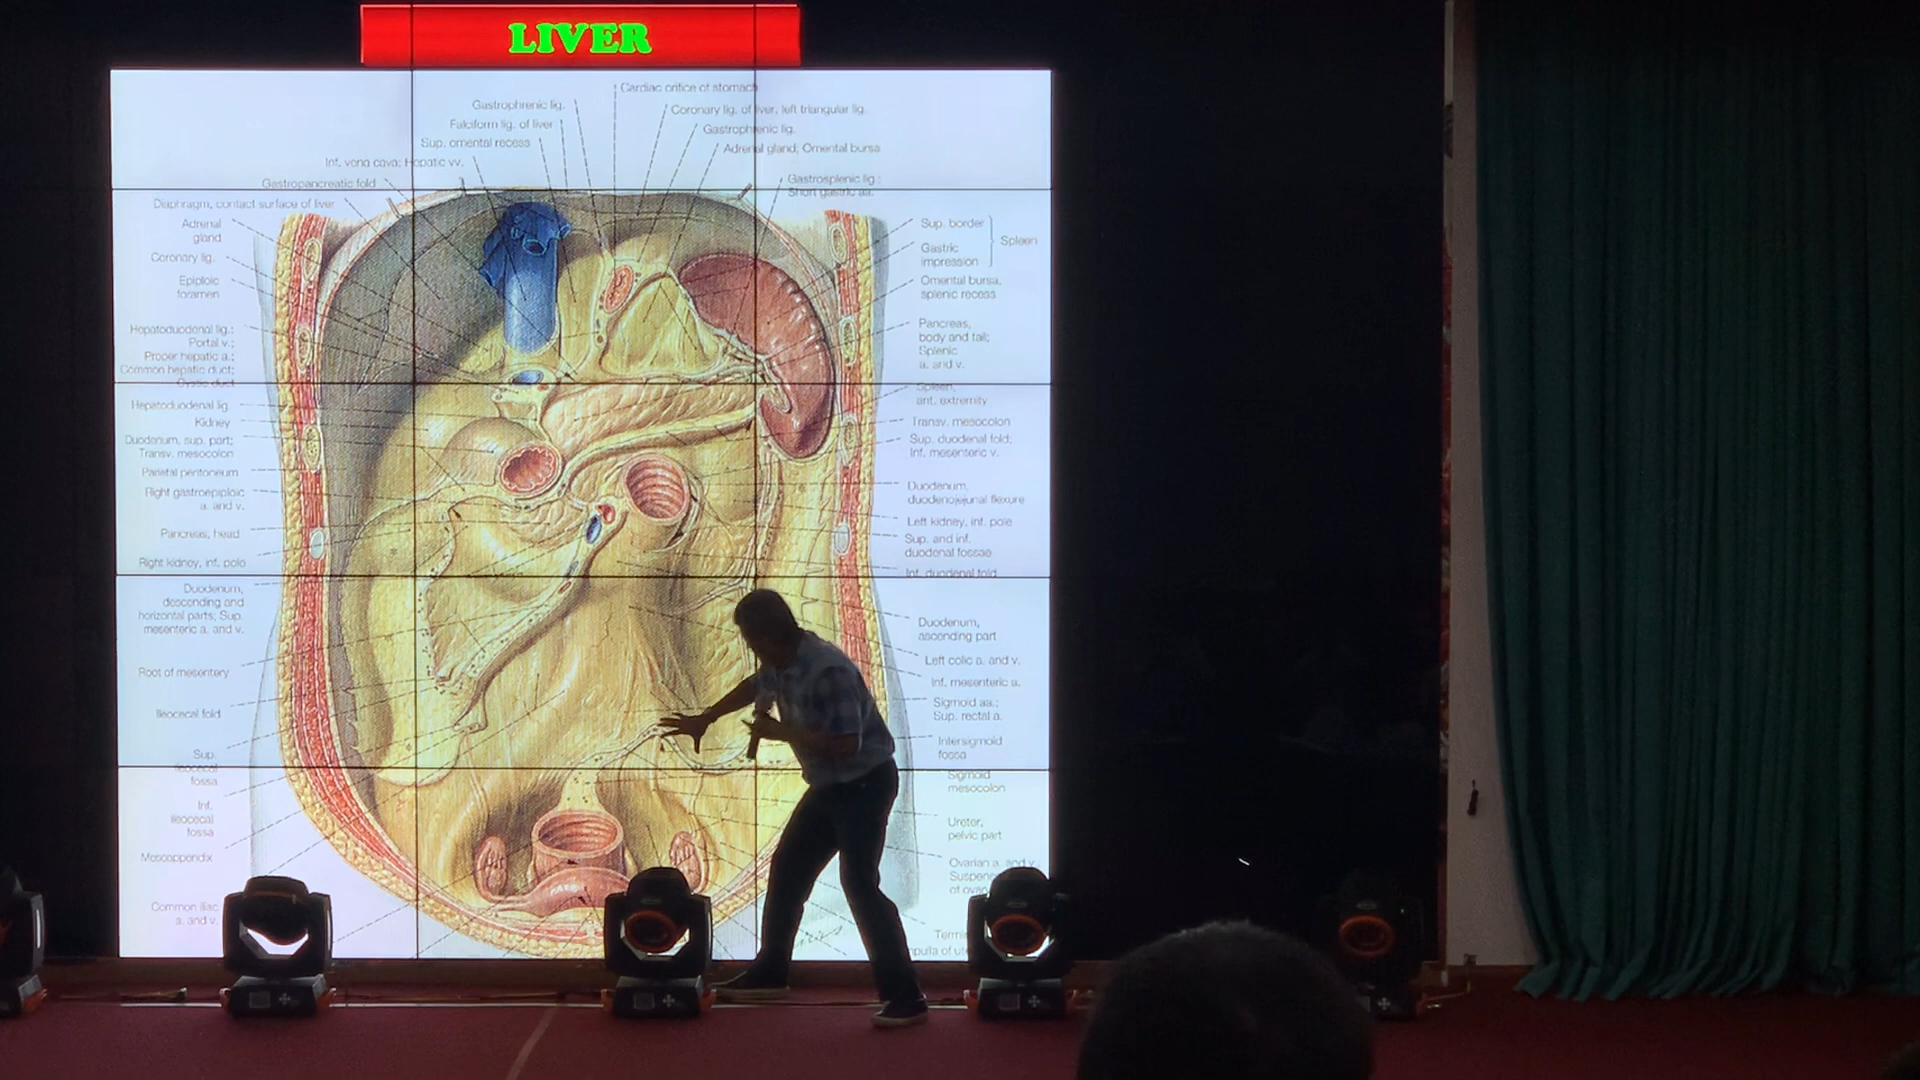 LIVER
Cardiac orifice of stomach
Gastrophrenic lig.
Coronary lig. of liver, left triangular lig.
Falciform lig. of liver
Gastrophrenic lig.
Sup. omental recess
Adrenal gland; Omental bursa
Inf. vena cava; Hepatic vv.
Gastropancreatic fold
Gastrosplenic lig.;
Short gastric aa.
Diaphragm, contact surface of liver
Adrenal
gland
Coronary lig.
Epiploic
foramen
Hepatoduodenal lig.:
Portal v.;
Proper hepatic a.;
Common hepatic duct;
Cystic duct
Hepatoduodenal lig.
Kidney
Duodenum, sup. part;
Transv. mesocolon
Parietal peritoneum
Right gastroepiploic
a. and v.
Pancreas, head
Right kidney, inf. pole
Duodenum,
descending and
horizontal parts; Sup.
mesenteric a. and v.
Root of mesentery
Ileocecal fold
Sup.
ileocecal
fossa
Inf.
ileocecal
fossa
Mesoappendix
Common iliac
a. and v.
Sup. border
Spleen
Gastric
impression
Omental bursa,
splenic recess
Pancreas,
body and tail;
Splenic
a. and v.
Spleen,
ant. extremity
Transv. mesocolon
Sup. duodenal fold;
Inf. mesenteric v.
Duodenum,
duodenojejunal flexure
Left kidney, inf. pole
Sup. and inf.
duodenal fossae
Inf. duodenal fold
Duodenum,
ascending part
Left colic a. and v.
Inf. mesenteric a.
Sigmoid aa.;
Sup. rectal a.
Intersigmoid
fossa
Sigmoid
mesocolon
Ureter,
pelvic part
Ovarian a. and v.